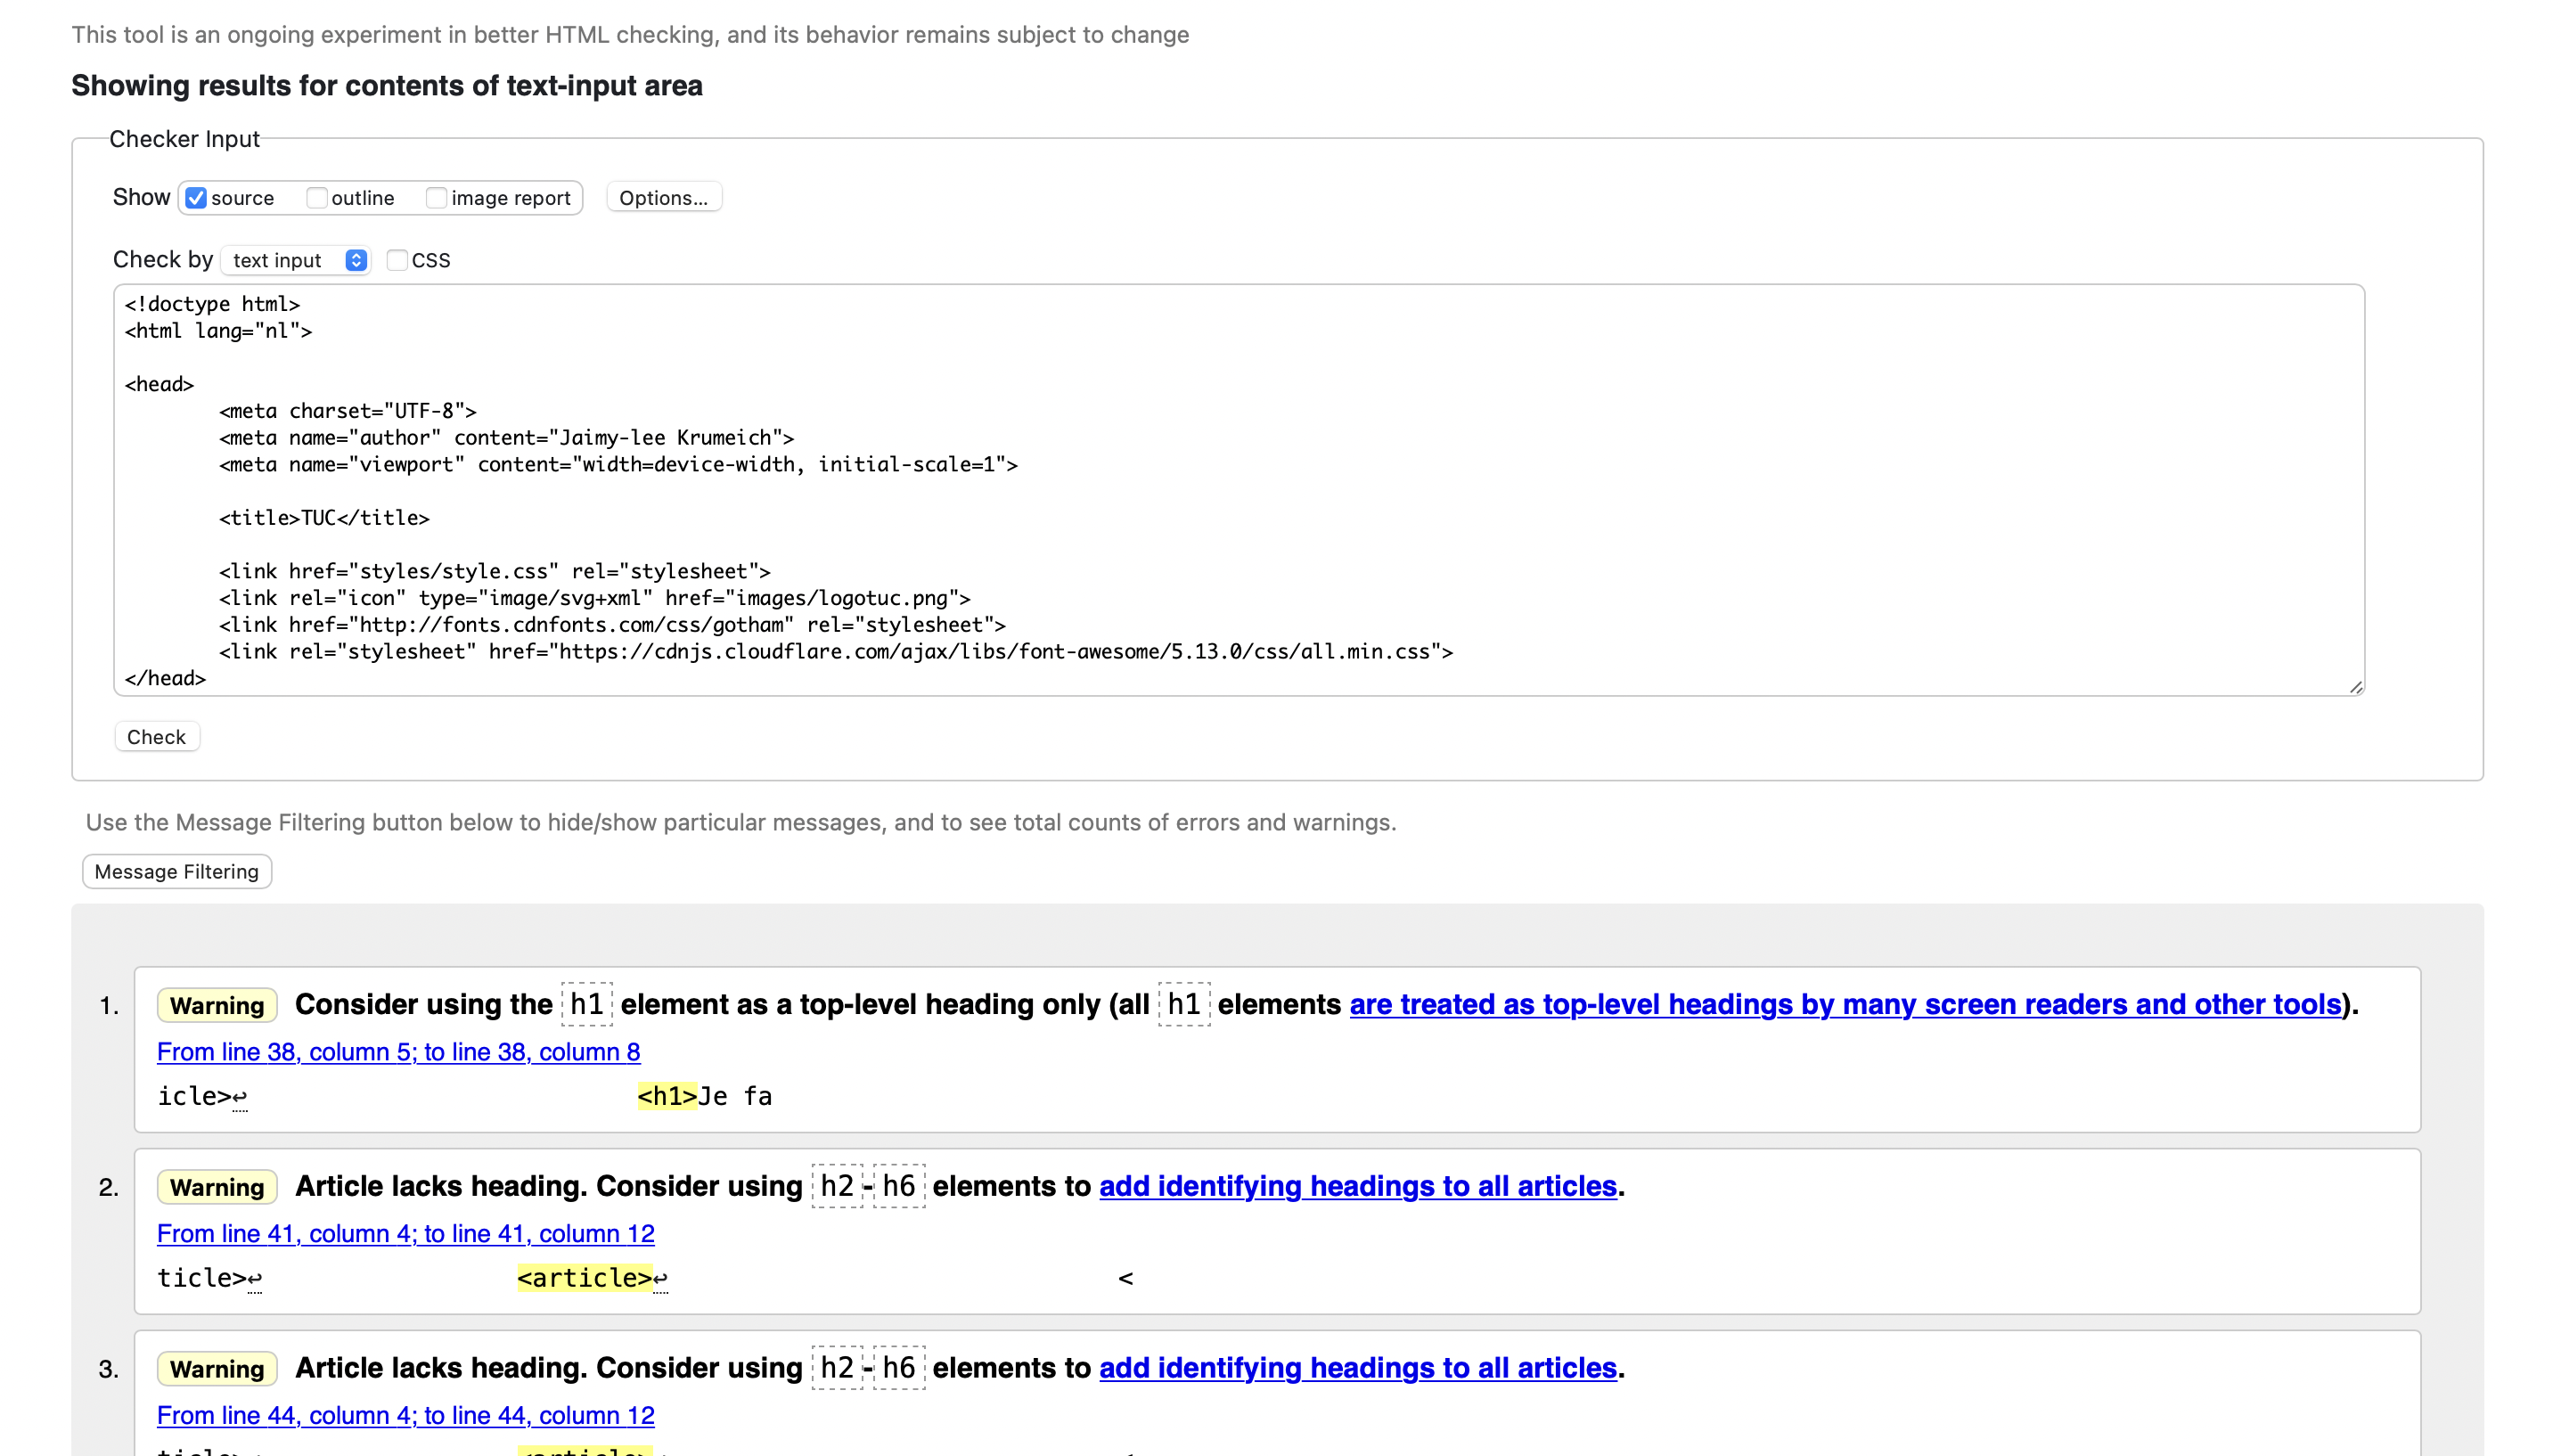 This tool is an ongoing experiment in better HTML checking, and its behavior remains subject to change
Showing results for contents of text-input area
Checker Input
Show source outline image report Options...
Check by text input CSS
<!doctype html>
<html lang="nl">
<head>
<meta charset="UTF-8">
<meta name="author" content="Jaimy-lee Krumeich">
<meta name="viewport" content="width=device-width, initial-scale=1">
<title>TUC</title>
<link href="styles/style.css" rel="stylesheet">
<link rel="icon" type="image/svg+xml" href="images/logotuc.png">
<link href="http://fonts.cdnfonts.com/css/gotham" rel="stylesheet">
<link rel="stylesheet" href="https://cdnjs.cloudflare.com/ajax/libs/font-awesome/5.13.0/css/all.min.css">
</head>
Check
Use the Message Filtering button below to hide/show particular messages, and to see total counts of errors and warnings.
Message Filtering
1. Warning Consider using the h1 element as a top-level heading only (all h1 elements are treated as top-level headings by many screen readers and other tools).
From line 38, column 5; to line 38, column 8
icle>↩ <h1>Je fa
2. Warning Article lacks heading. Consider using h2-h6 elements to add identifying headings to all articles.
From line 41, column 4; to line 41, column 12
ticle>↩ <article>↩ <
3. Warning Article lacks heading. Consider using h2-h6 elements to add identifying headings to all articles.
From line 44, column 4; to line 44, column 12